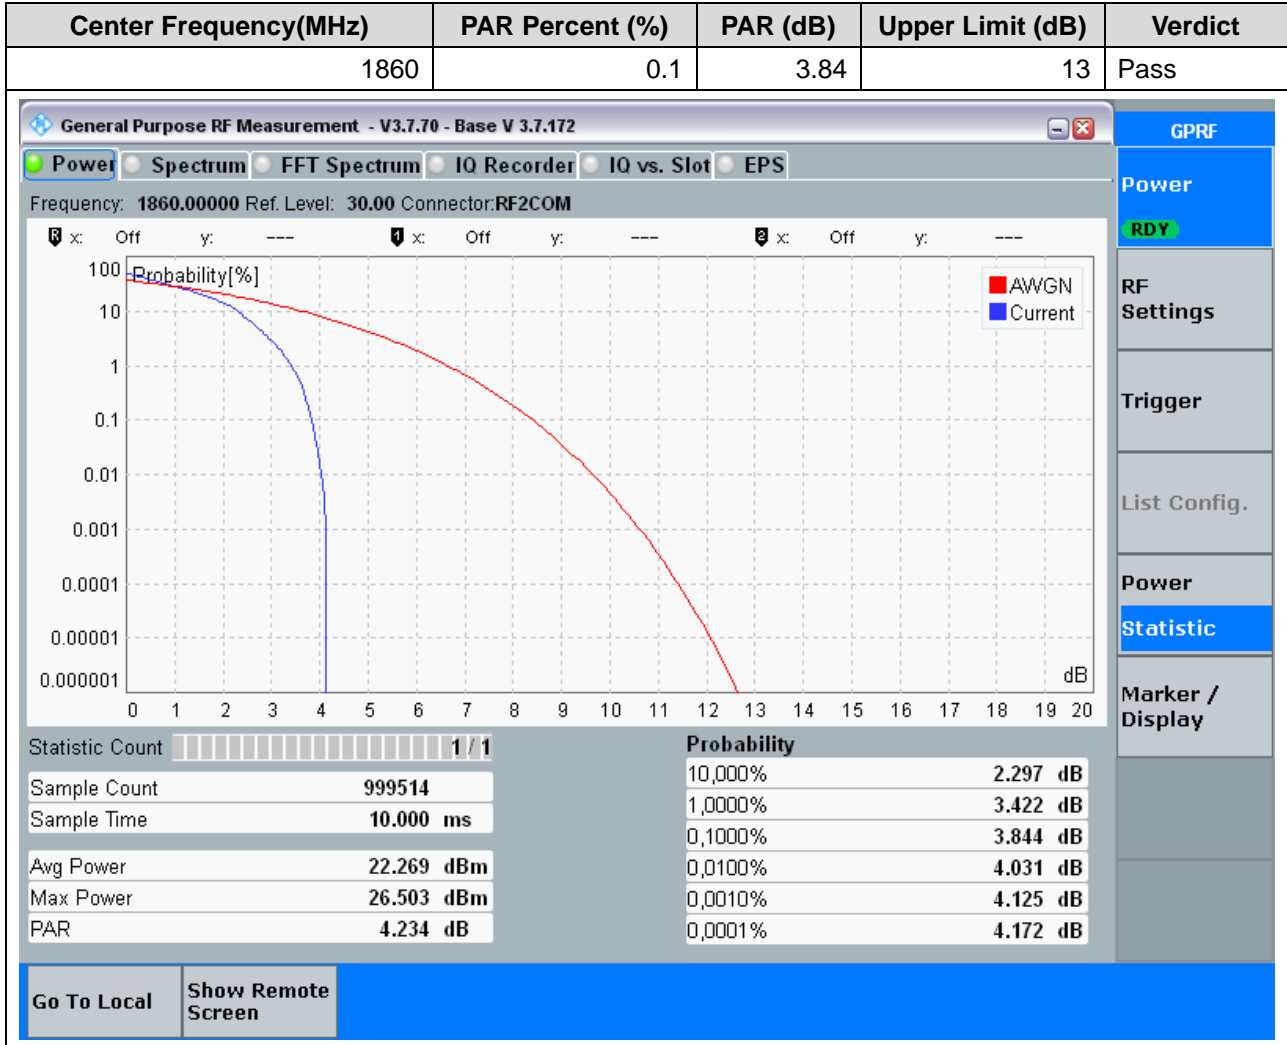 Center Frequency(MHz) PAR Percent (%) PAR (dB) Upper Limit (dB) Verdict
1860 0.1 3.84 13 Pass
General Purpose RF Measurement - V3.7.70 - Base V 3.7.172
GPRF
Power Spectrum FFT Spectrum IQ Recorder IQ vs. Slot EPS
Power
RDY
Frequency: 1860.00000 Ref. Level: 30.00 Connector:RF2COM
R x: Off y: --- 1 x: Off y: --- 2 x: Off y: ---
Probability[%]
AWGN
Current
100
10
1
0.1
0.01
0.001
0.0001
0.00001
0.000001
dB
0 1 2 3 4 5 6 7 8 9 10 11 12 13 14 15 16 17 18 19 20
RF
Settings
Trigger
List Config.
Power
Statistic
Marker /
Display
Statistic Count 1 / 1
Sample Count 999514
Sample Time 10.000 ms
Avg Power 22.269 dBm
Max Power 26.503 dBm
PAR 4.234 dB
Probability
10,000% 2.297 dB
1,0000% 3.422 dB
0,1000% 3.844 dB
0,0100% 4.031 dB
0,0010% 4.125 dB
0,0001% 4.172 dB
Go To Local
Show Remote
Screen